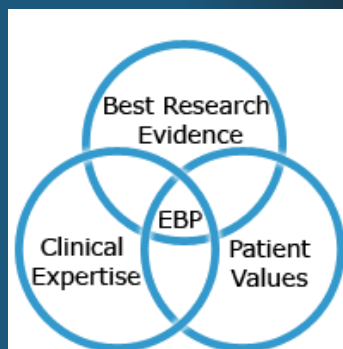 Best Research
Evidence
EBP
Clinical
Expertise
Patient
Values